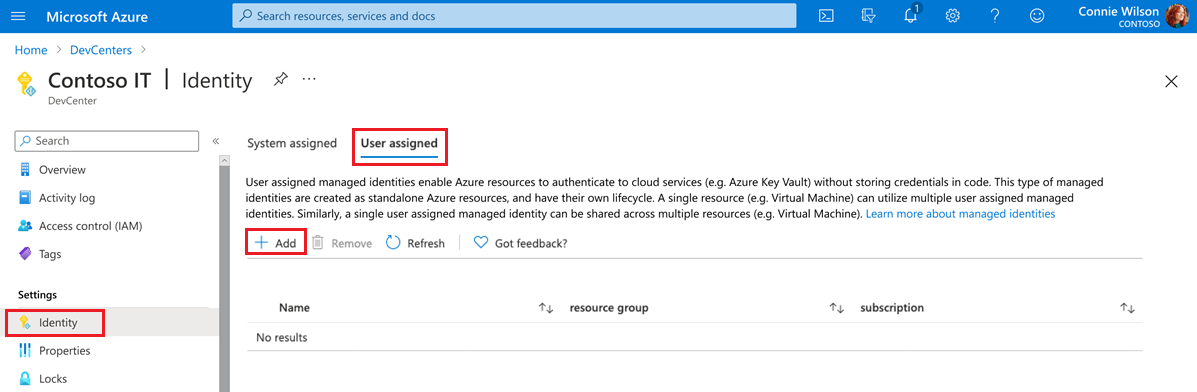 Microsoft Azure
Search resources, services and docs
1
Connie Wilson
CONTOSO
Home > DevCenters >
Contoso IT | Identity
DevCenter
Search
Overview
Activity log
Access control (IAM)
Tags
Settings
Identity
Properties
Locks
System assigned User assigned
User assigned managed identities enable Azure resources to authenticate to cloud services (e.g. Azure Key Vault) without storing credentials in code. This type of managed
identities are created as standalone Azure resources, and have their own lifecycle. A single resource (e.g. Virtual Machine) can utilize multiple user assigned managed
identities. Similarly, a single user assigned managed identity can be shared across multiple resources (e.g. Virtual Machine). Learn more about managed identities
Add Remove Refresh Got feedback?
Name resource group subscription
No results